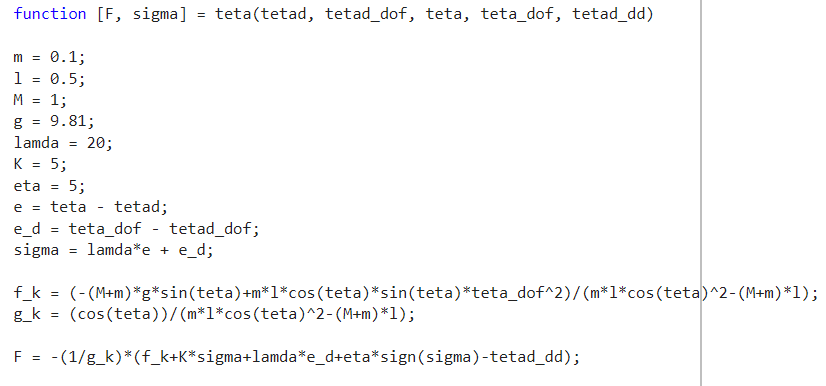 function [F, sigma] = teta(tetad, tetad_dof, teta, teta_dof, tetad_dd)
m = 0.1;
l = 0.5;
M = 1;
g = 9.81;
lamda = 20;
K = 5;
eta = 5;
e = teta - tetad;
e_d = teta_dof - tetad_dof;
sigma = lamda*e + e_d;
f_k = (-(M+m)*g*sin(teta)+m*l*cos(teta)*sin(teta)*teta_dof^2)/(m*l*cos(teta)^2-(M+m)*l);
g_k = (cos(teta))/(m*l*cos(teta)^2-(M+m)*l);
F = -(1/g_k)*(f_k+K*sigma+lamda*e_d+eta*sign(sigma)-tetad_dd);